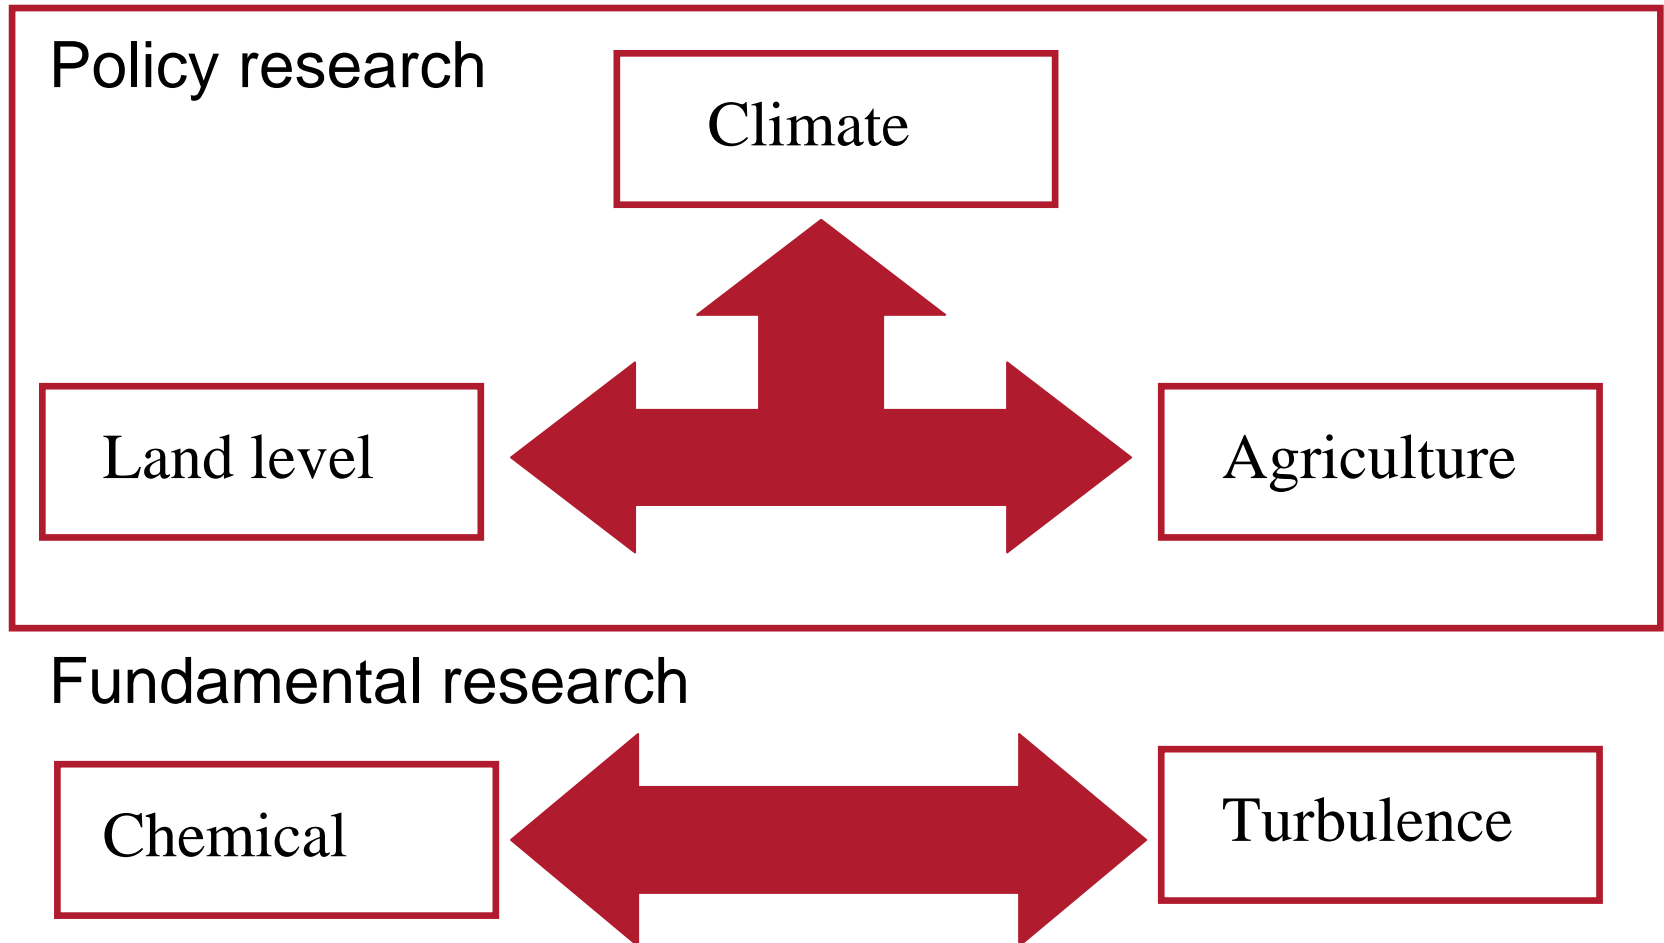 Policy research
Climate
Land level
Agriculture
Fundamental research
Chemical
Turbulence